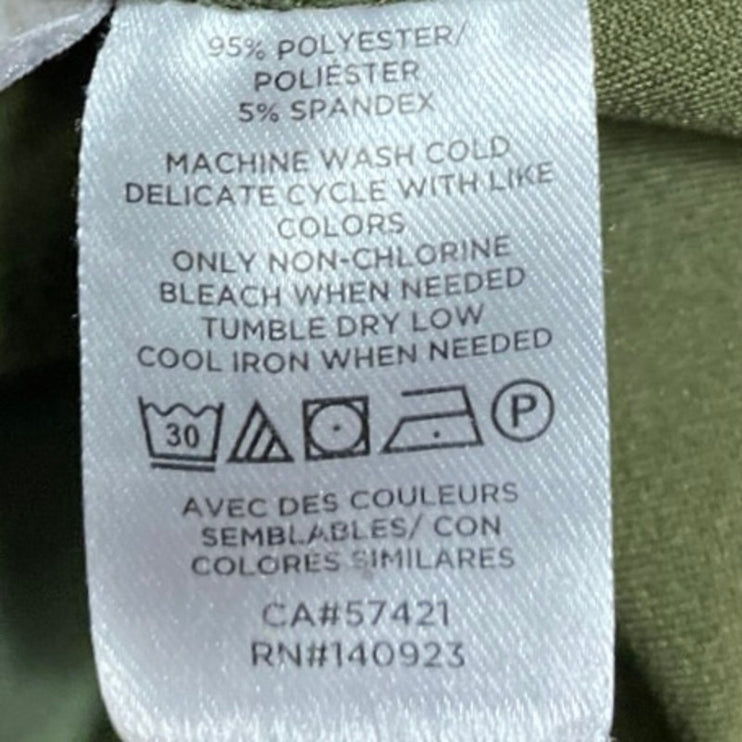 95% POLYESTER/
POLIÉSTER
5% SPANDEX
MACHINE WASH COLD
DELICATE CYCLE WITH LIKE
COLORS
ONLY NON-CHLORINE
BLEACH WHEN NEEDED
TUMBLE DRY LOW
COOL IRON WHEN NEEDED
30 P
AVEC DES COULEURS
SEMBLABLES/ CON
COLORES SIMILARES
CA#57421
RN#140923